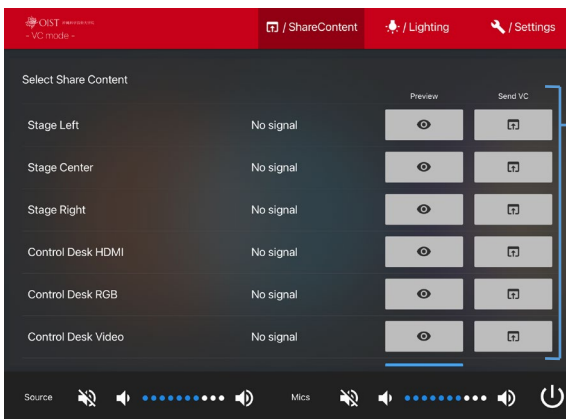 OIST
- VC mode -
/ ShareContent
/ Lighting
/ Settings
Select Share Content
Preview
Send VC
Stage Left
No signal
Stage Center
No signal
Stage Right
No signal
Control Desk HDMI
No signal
Control Desk RGB
No signal
Control Desk Video
No signal
Source
Mics